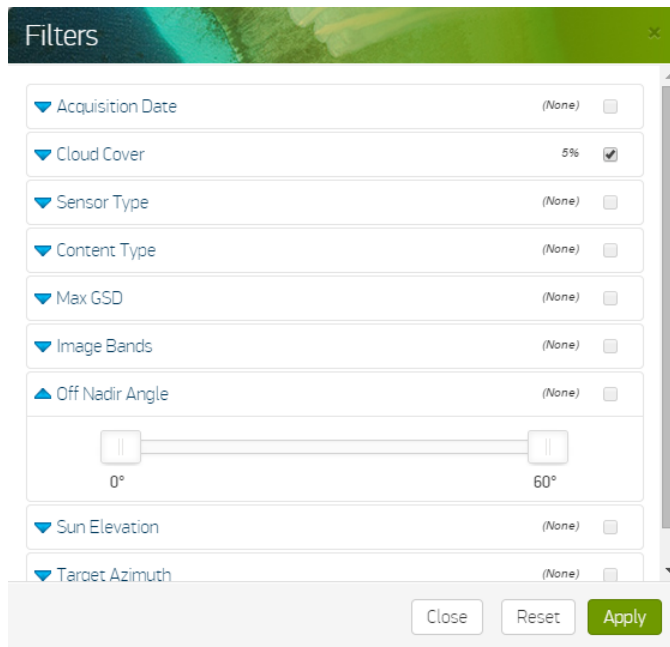 Filters
Acquisition Date (None)
Cloud Cover 5%
Sensor Type (None)
Content Type (None)
Max GSD (None)
Image Bands (None)
Off Nadir Angle (None)
0° 60°
Sun Elevation (None)
Target Azimuth (None)
Close Reset Apply